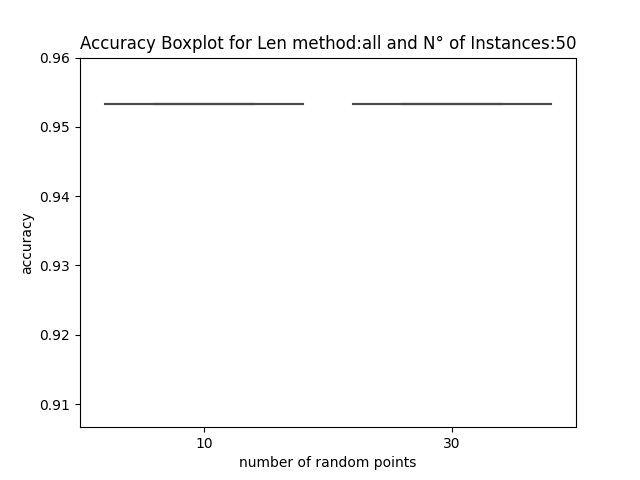 Accuracy Boxplot for Len method:all and N° of Instances:50
0.96
0.95
0.94
0.93
0.92
0.91
accuracy
10 30
number of random points